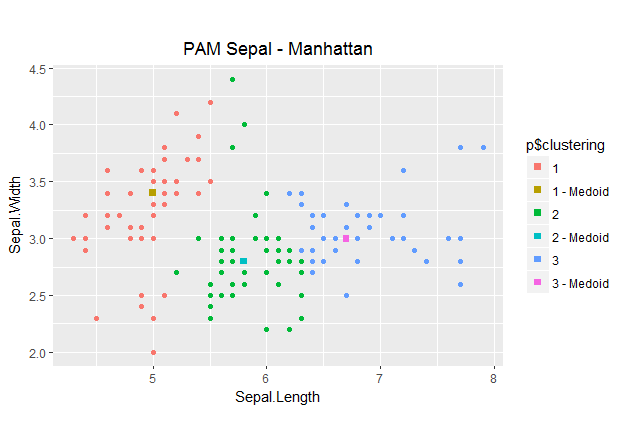 PAM Sepal - Manhattan
4.5
4.0
3.5
3.0
2.5
2.0
Sepal.Width
5
6
7
8
Sepal.Length
p$clustering
1
1 - Medoid
2
2 - Medoid
3
3 - Medoid